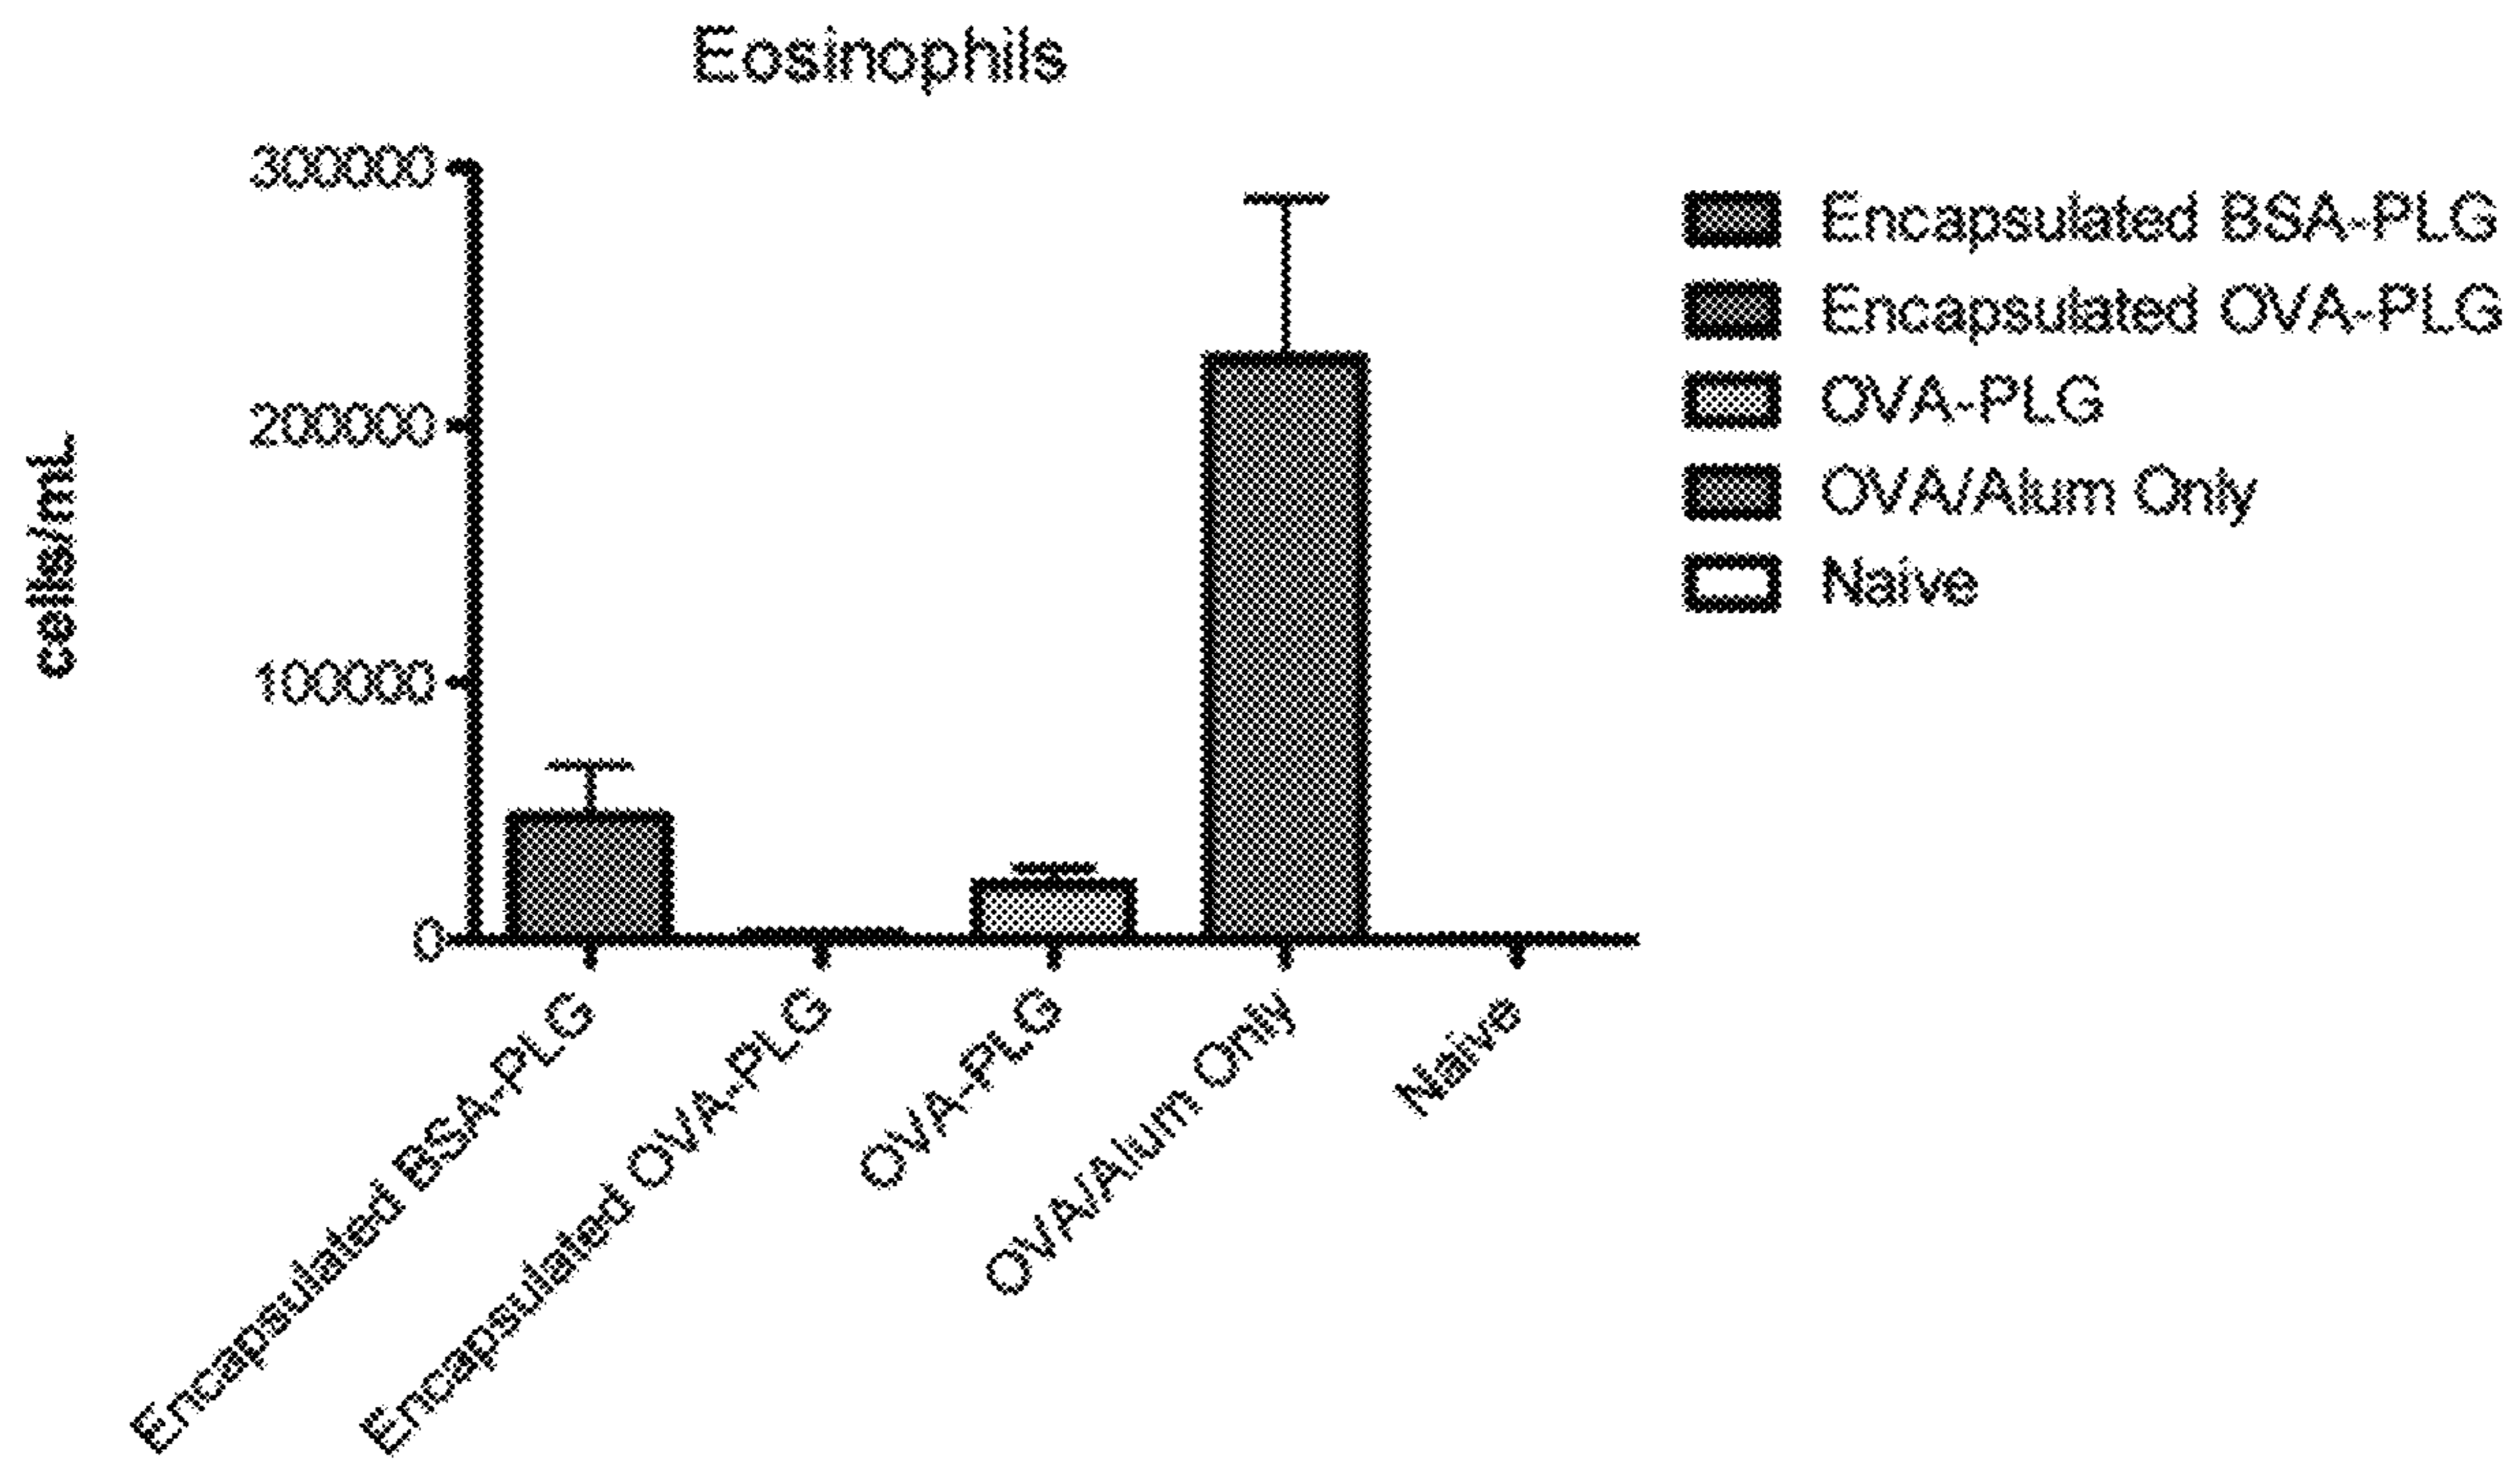 Eosinophils
cells/mL
300000
200000
100000
0
Encapsulated BSA-PLG
Encapsulated OVA-PLG
OVA-PLG
OVA/Alum Only
Naive
Encapsulated BSA-PLG
Encapsulated OVA-PLG
OVA-PLG
OVA/Alum Only
Naive